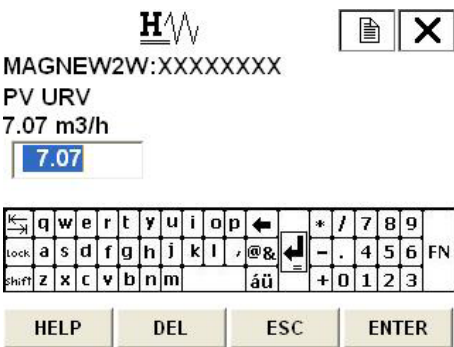 H
MAGNEW2W:XXXXXXXX
PV URV
7.07 m3/h
7.07
q w e r t y u i o p * / 7 8 9
Lock a s d f g h j k l , @& - . 4 5 6 FN
shift z x c v b n m áü = + 0 1 2 3
HELP DEL ESC ENTER